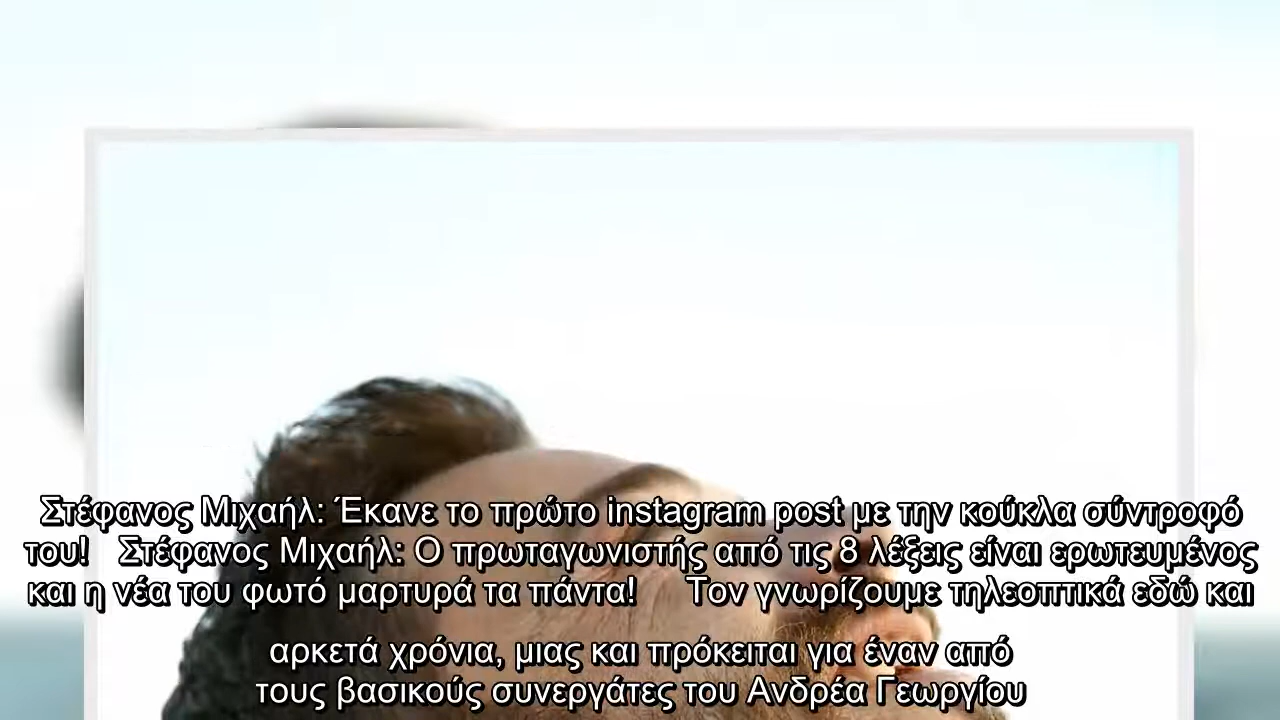 Στέφανος Μιχαήλ: Έκανε το πρώτο instagram post με την κούκλα σύντροφό
του! Στέφανος Μιχαήλ: Ο πρωταγωνιστής από τις 8 λέξεις είναι ερωτευμένος
και η νέα του φωτό μαρτυρά τα πάντα! Τον γνωρίζουμε τηλεοπτικά εδώ και
αρκετά χρόνια, μιας και πρόκειται για έναν από
τους βασικούς συνεργάτες του Ανδρέα Γεωργίου